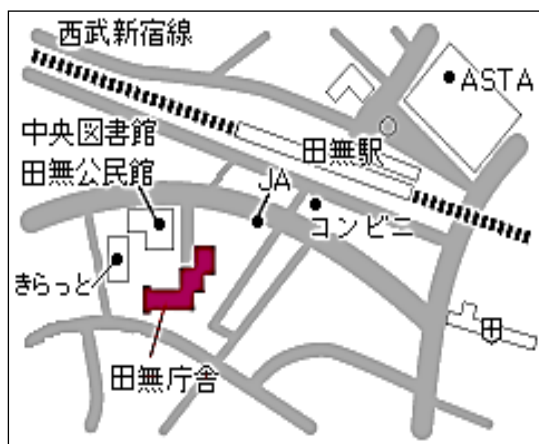 西武新宿線
ASTA
中央図書館
田無公民館
田無駅
JA
コンビニ
きらっと
田無庁舎